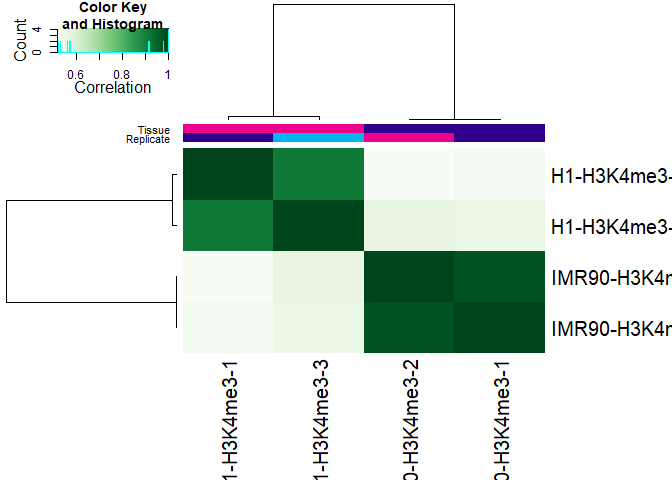 Color Key
and Histogram
Count
0
4
0.6 0.8 1
Correlation
Tissue
Replicate
H1-H3K4me3-
H1-H3K4me3-
IMR90-H3K4
IMR90-H3K4
1-H3K4me3-1
1-H3K4me3-3
0-H3K4me3-2
0-H3K4me3-1